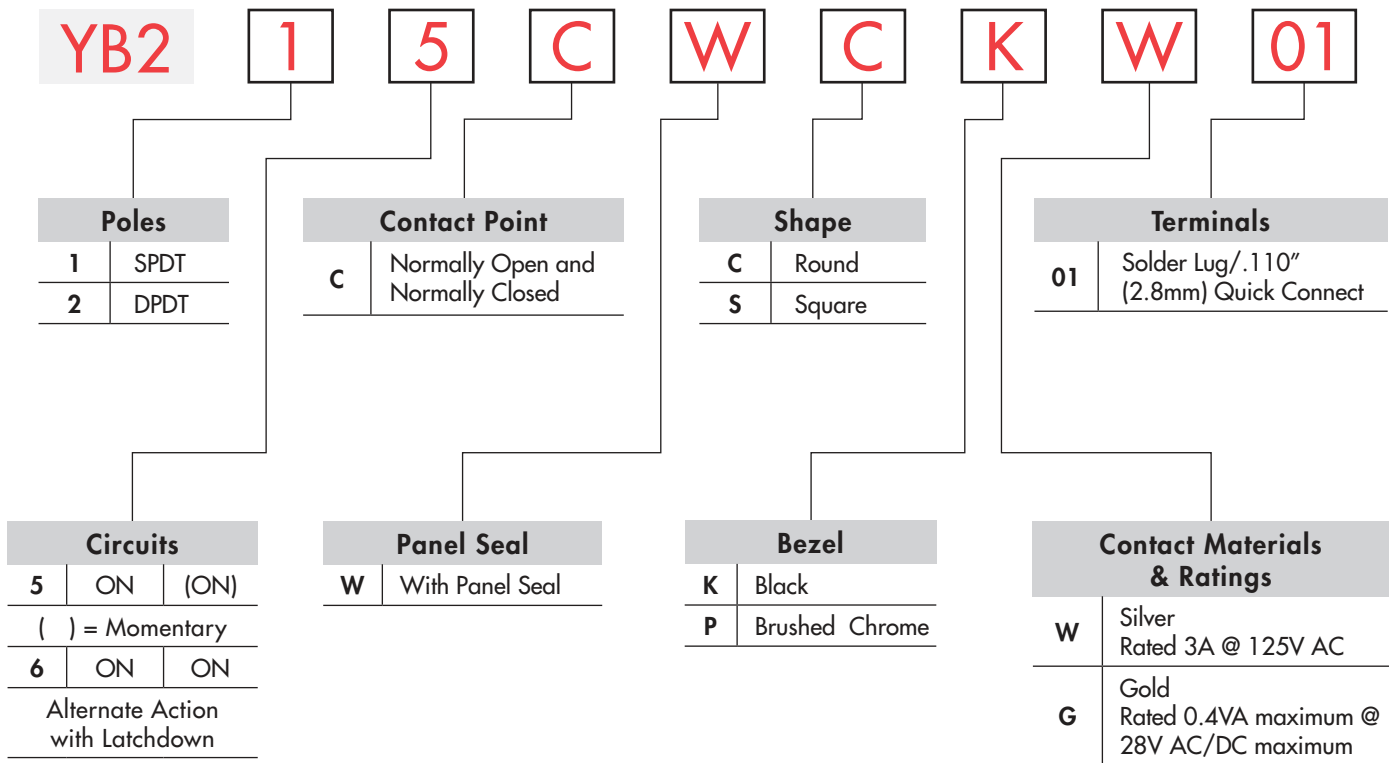 YB2 1 5 C W C K W 01
Poles
1 SPDT
2 DPDT
Contact Point
C Normally Open and
Normally Closed
Shape
C Round
S Square
Terminals
01 Solder Lug/.110”
(2.8mm) Quick Connect
Circuits
5 ON (ON)
( ) = Momentary
6 ON ON
Alternate Action
with Latchdown
Panel Seal
W With Panel Seal
Bezel
K Black
P Brushed Chrome
Contact Materials
& Ratings
W Silver
Rated 3A @ 125V AC
G Gold
Rated 0.4VA maximum @
28V AC/DC maximum